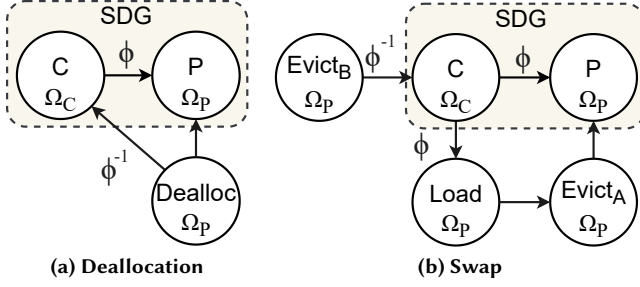 SDG
C
Ω_C
ϕ
P
Ω_P
ϕ⁻¹
Dealloc
Ω_P
(a) Deallocation
SDG
Evict_B
Ω_P
ϕ⁻¹
C
Ω_C
ϕ
P
Ω_P
ϕ
Load
Ω_P
Evict_A
Ω_P
(b) Swap